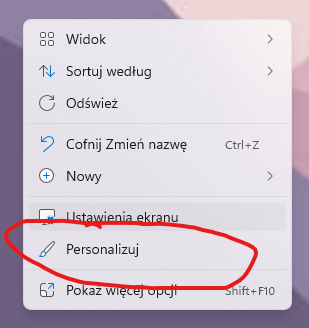 Widok
Sortuj według
Odśwież
Cofnij Zmień nazwę Ctrl+Z
Nowy
Ustawienia ekranu
Personalizuj
Pokaż więcej opcji Shift+F10